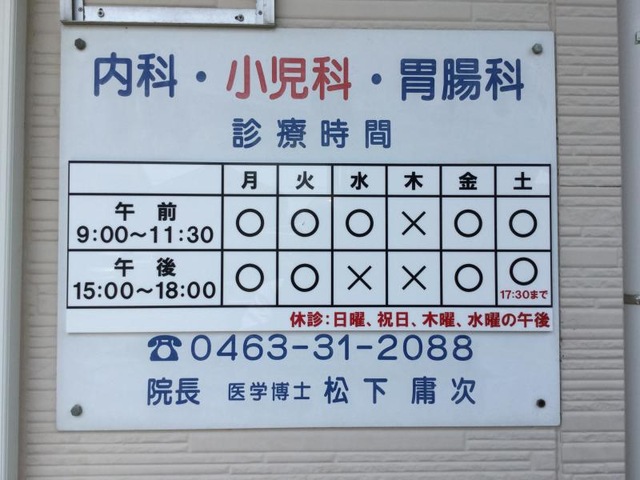 内科・小児科・胃腸科
診療時間
月 火 水 木 金 土
午前 9:00〜11:30 ○ ○ ○ × ○ ○
午後 15:00〜18:00 ○ ○ × × ○ ○ 17:30まで
休診:日曜、祝日、木曜、水曜の午後
☎0463-31-2088
院長 医学博士 松下 庸次